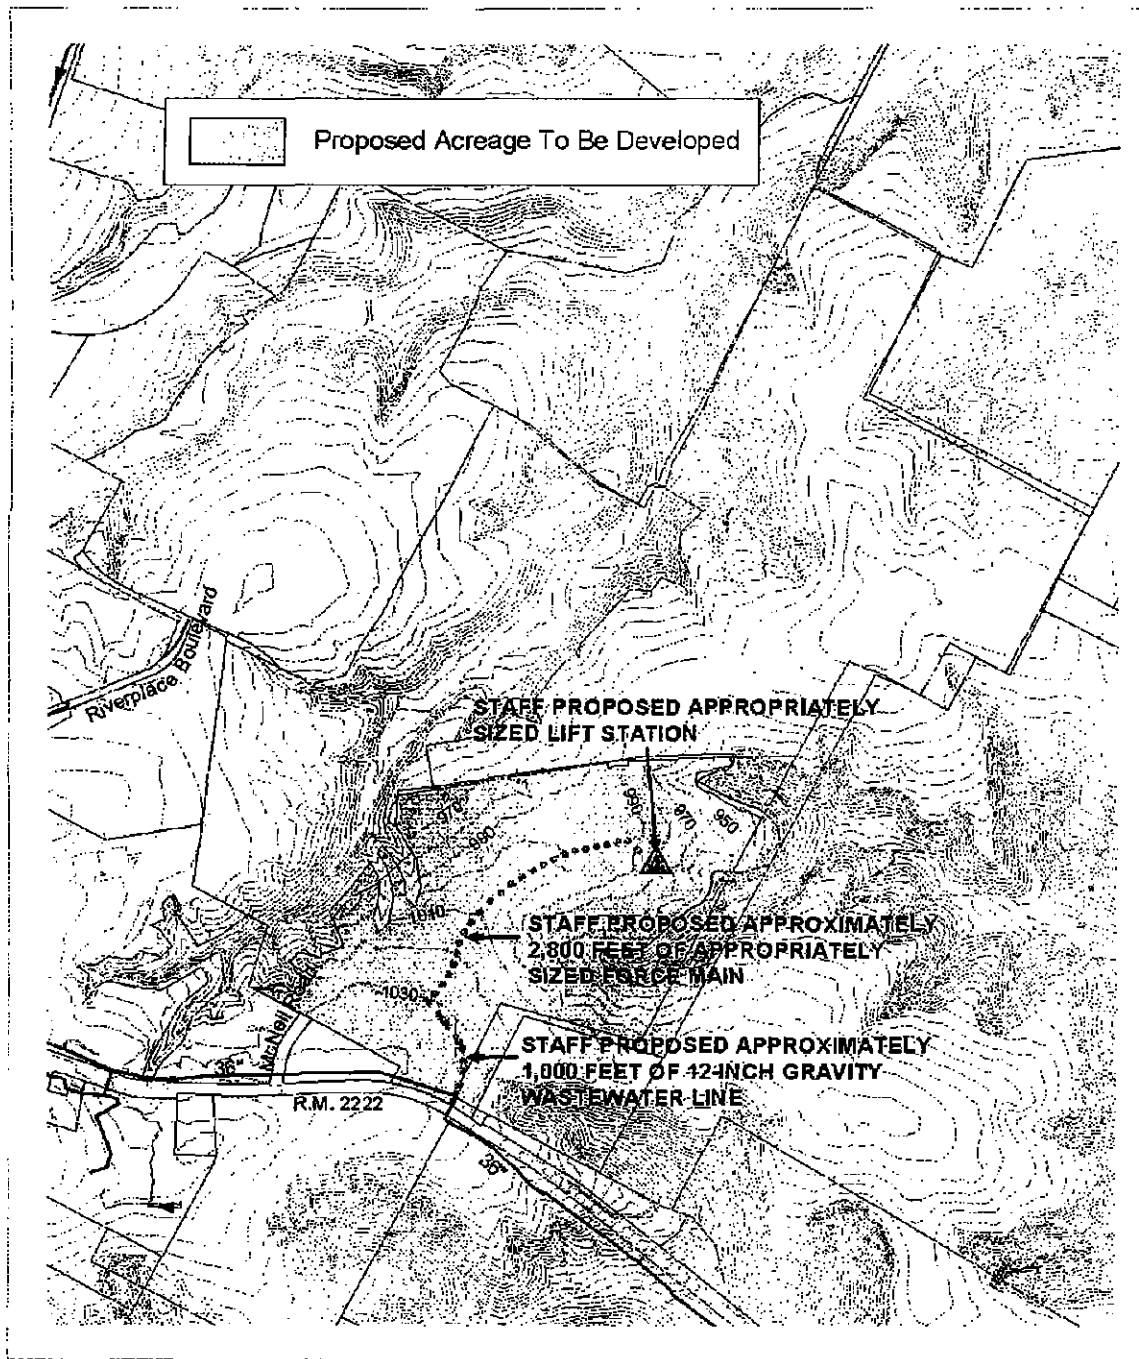 Proposed Acreage To Be Developed
Riverplace Boulevard
STAFF PROPOSED APPROPRIATELY
SIZED LIFT STATION
990
970
950
970
990
1010
STAFF PROPOSED APPROXIMATELY
2,800 FEET OF APPROPRIATELY
SIZED FORCE MAIN
1030
McNeil Road
STAFF PROPOSED APPROXIMATELY
1,000 FEET OF 12-INCH GRAVITY
WASTEWATER LINE
36"
R.M. 2222
36"